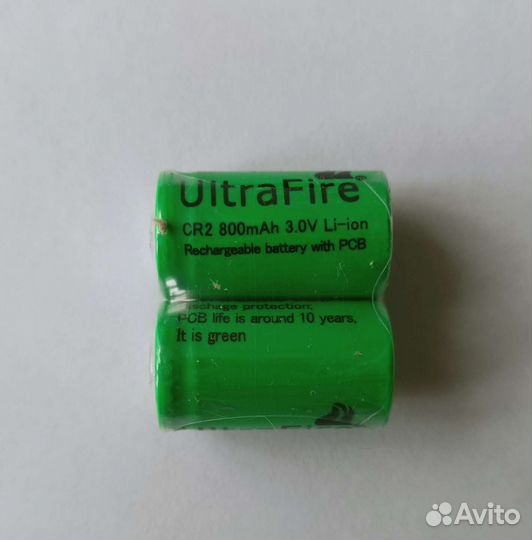 UltraFire
CR2 800mAh 3.0V Li-ion
Rechargeable battery with PCB
protection,
PCB life is around 10 years,
It is green
Avito